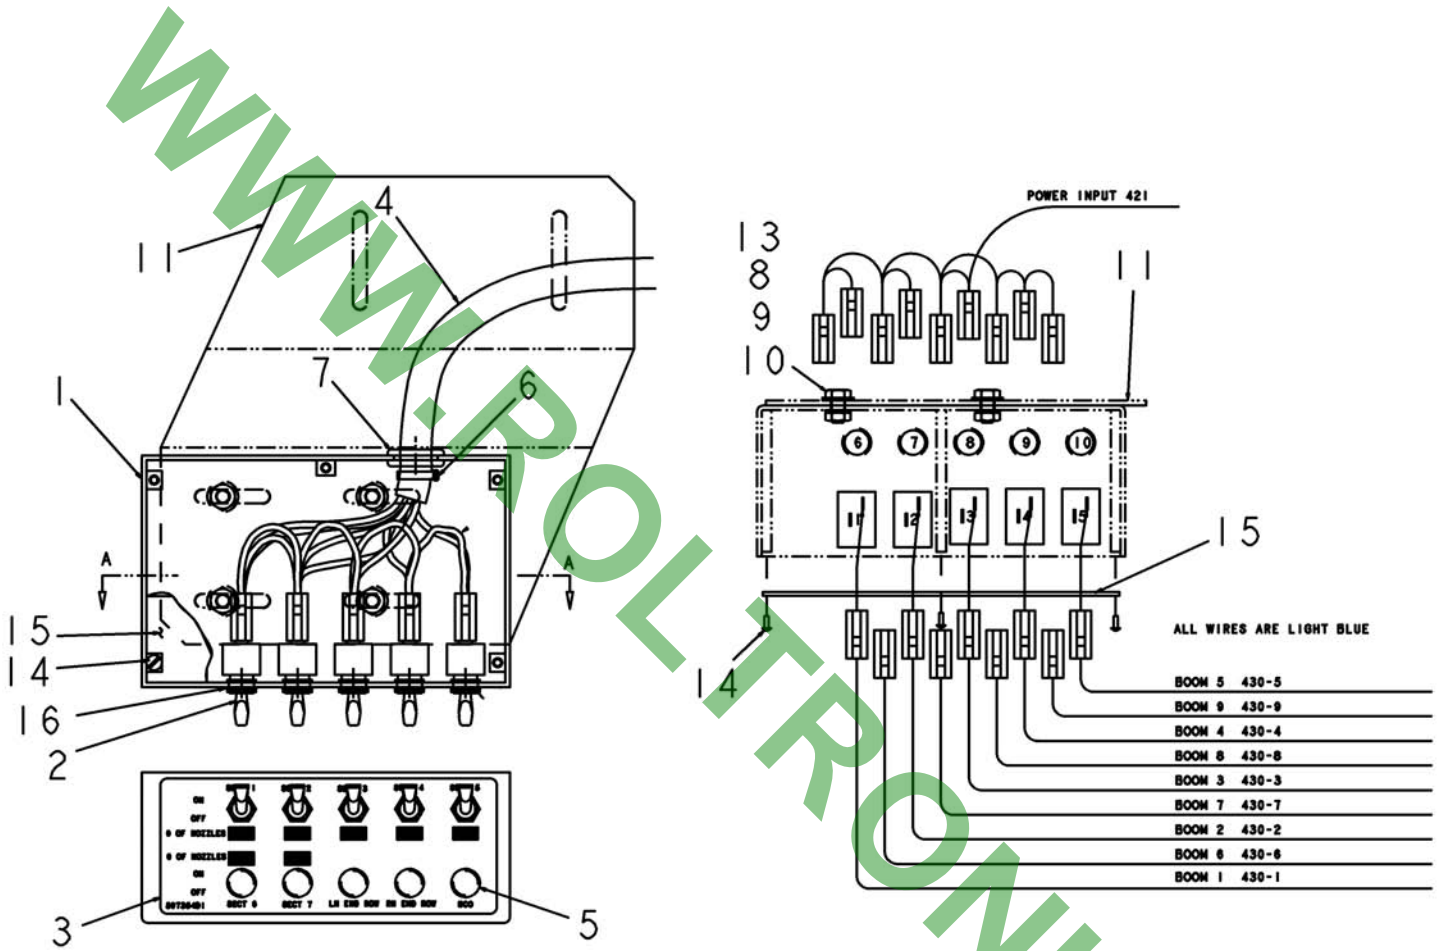 WWW.ROLTRONI
4
11
7
6
1
A
A
15
14
16
2
ON
OFF
# OF NOZZLES
# OF NOZZLES
ON
OFF
SECT 6
SECT 7
LH END ROW
RH END ROW
3
5
POWER INPUT 421
13
8
9
10
11
6
7
8
9
10
11
12
13
14
15
15
14
ALL WIRES ARE LIGHT BLUE
BOOM 5 430-5
BOOM 9 430-9
BOOM 4 430-4
BOOM 8 430-8
BOOM 3 430-3
BOOM 7 430-7
BOOM 2 430-2
BOOM 6 430-6
BOOM 1 430-1